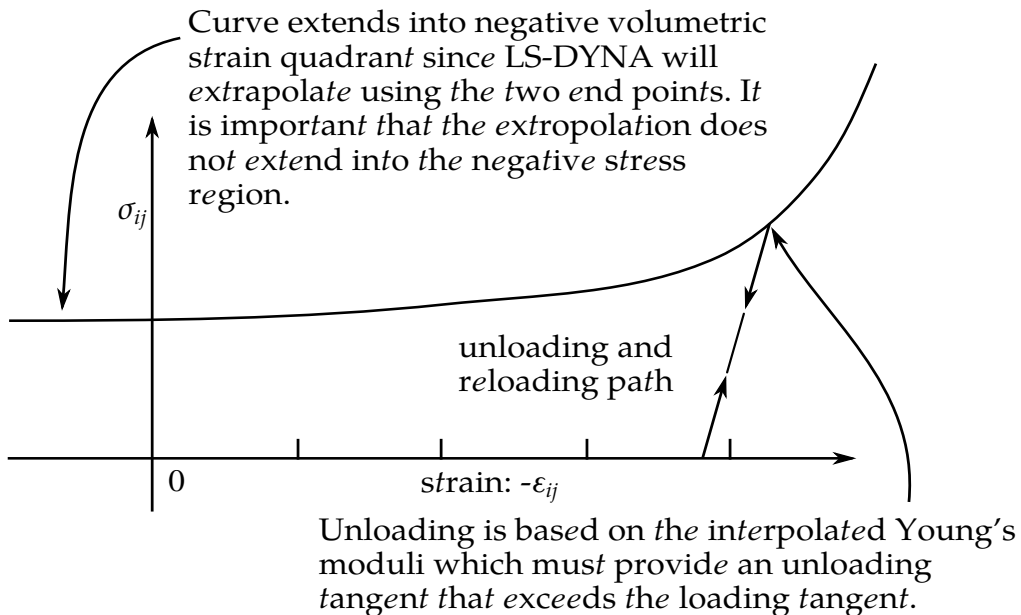 Curve extends into negative volumetric
strain quadrant since LS-DYNA will
extrapolate using the two end points. It
is important that the extropolation does
not extend into the negative stress
region.
σij
unloading and
reloading path
0
strain: -εij
Unloading is based on the interpolated Young's
moduli which must provide an unloading
tangent that exceeds the loading tangent.